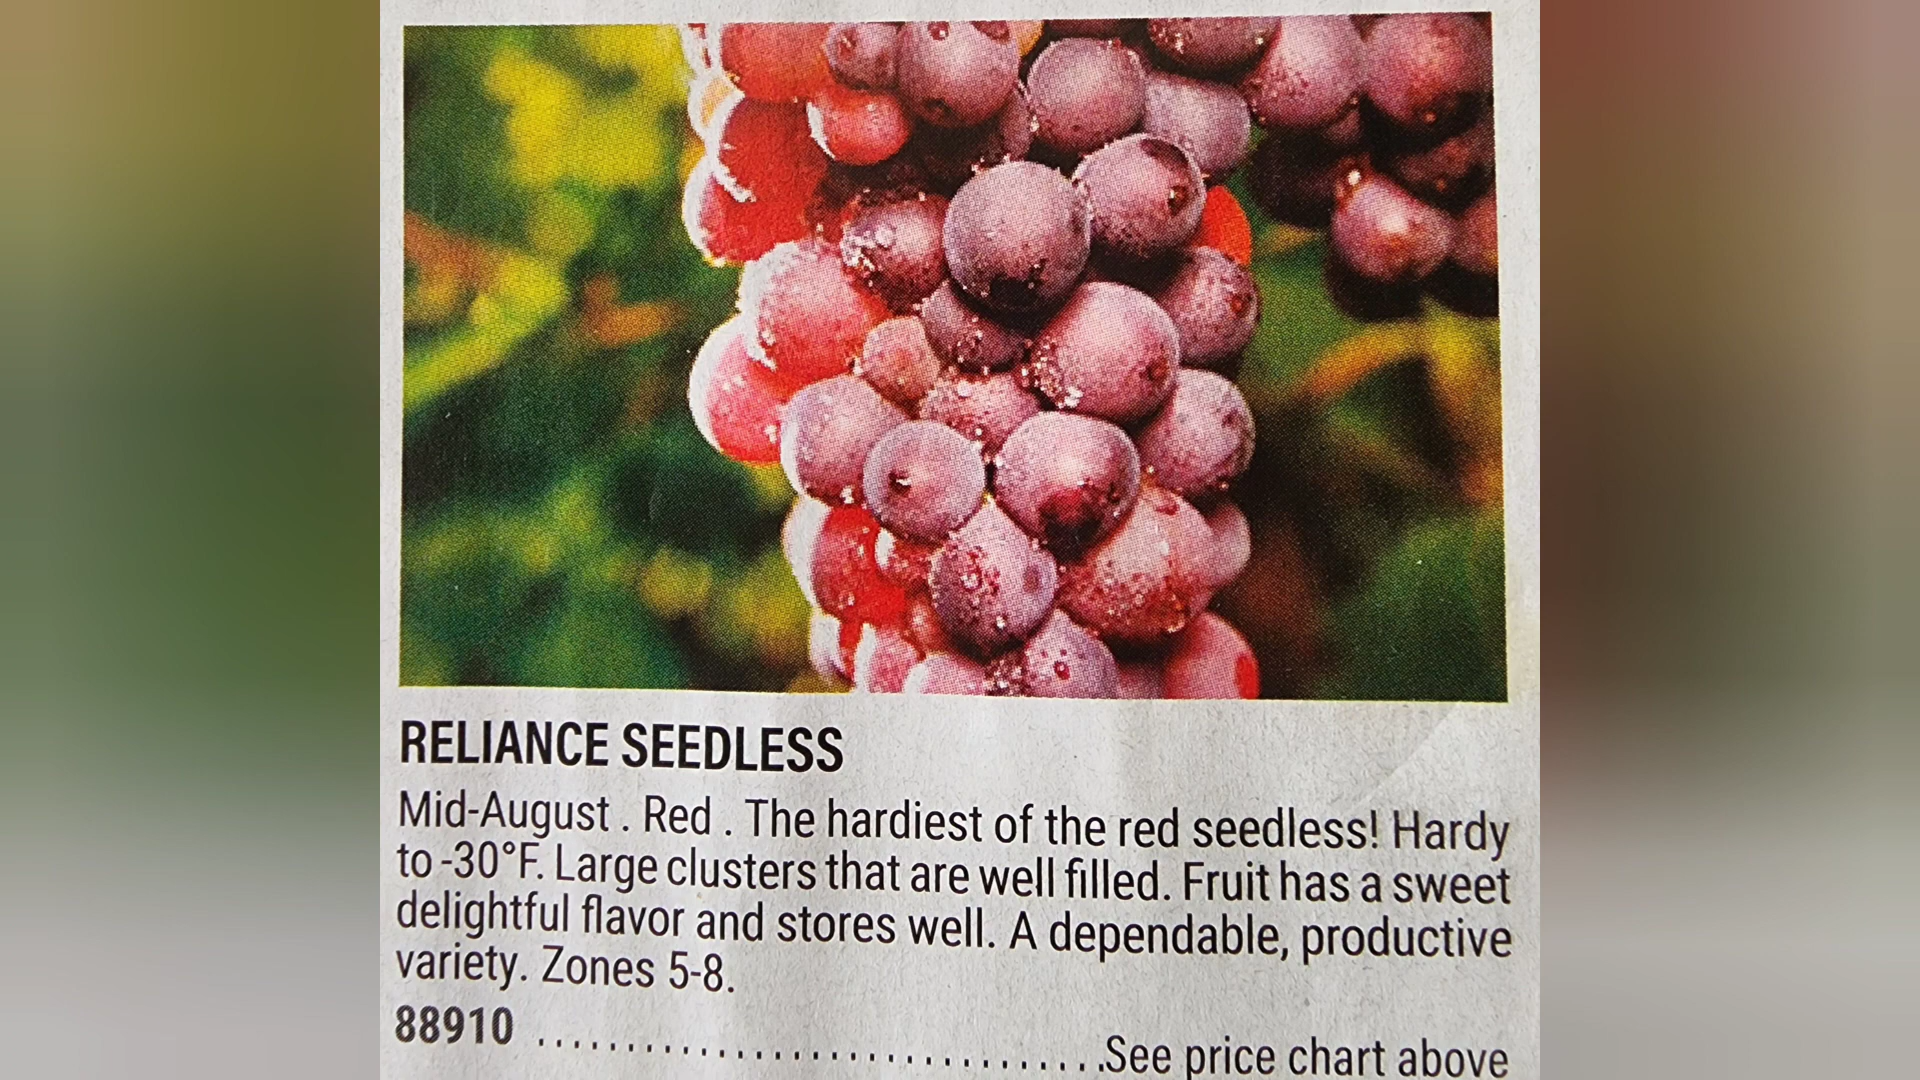 RELIANCE SEEDLESS
Mid-August . Red . The hardiest of the red seedless! Hardy
to -30°F. Large clusters that are well filled. Fruit has a sweet
delightful flavor and stores well. A dependable, productive
variety. Zones 5-8.
88910 ................................See price chart above